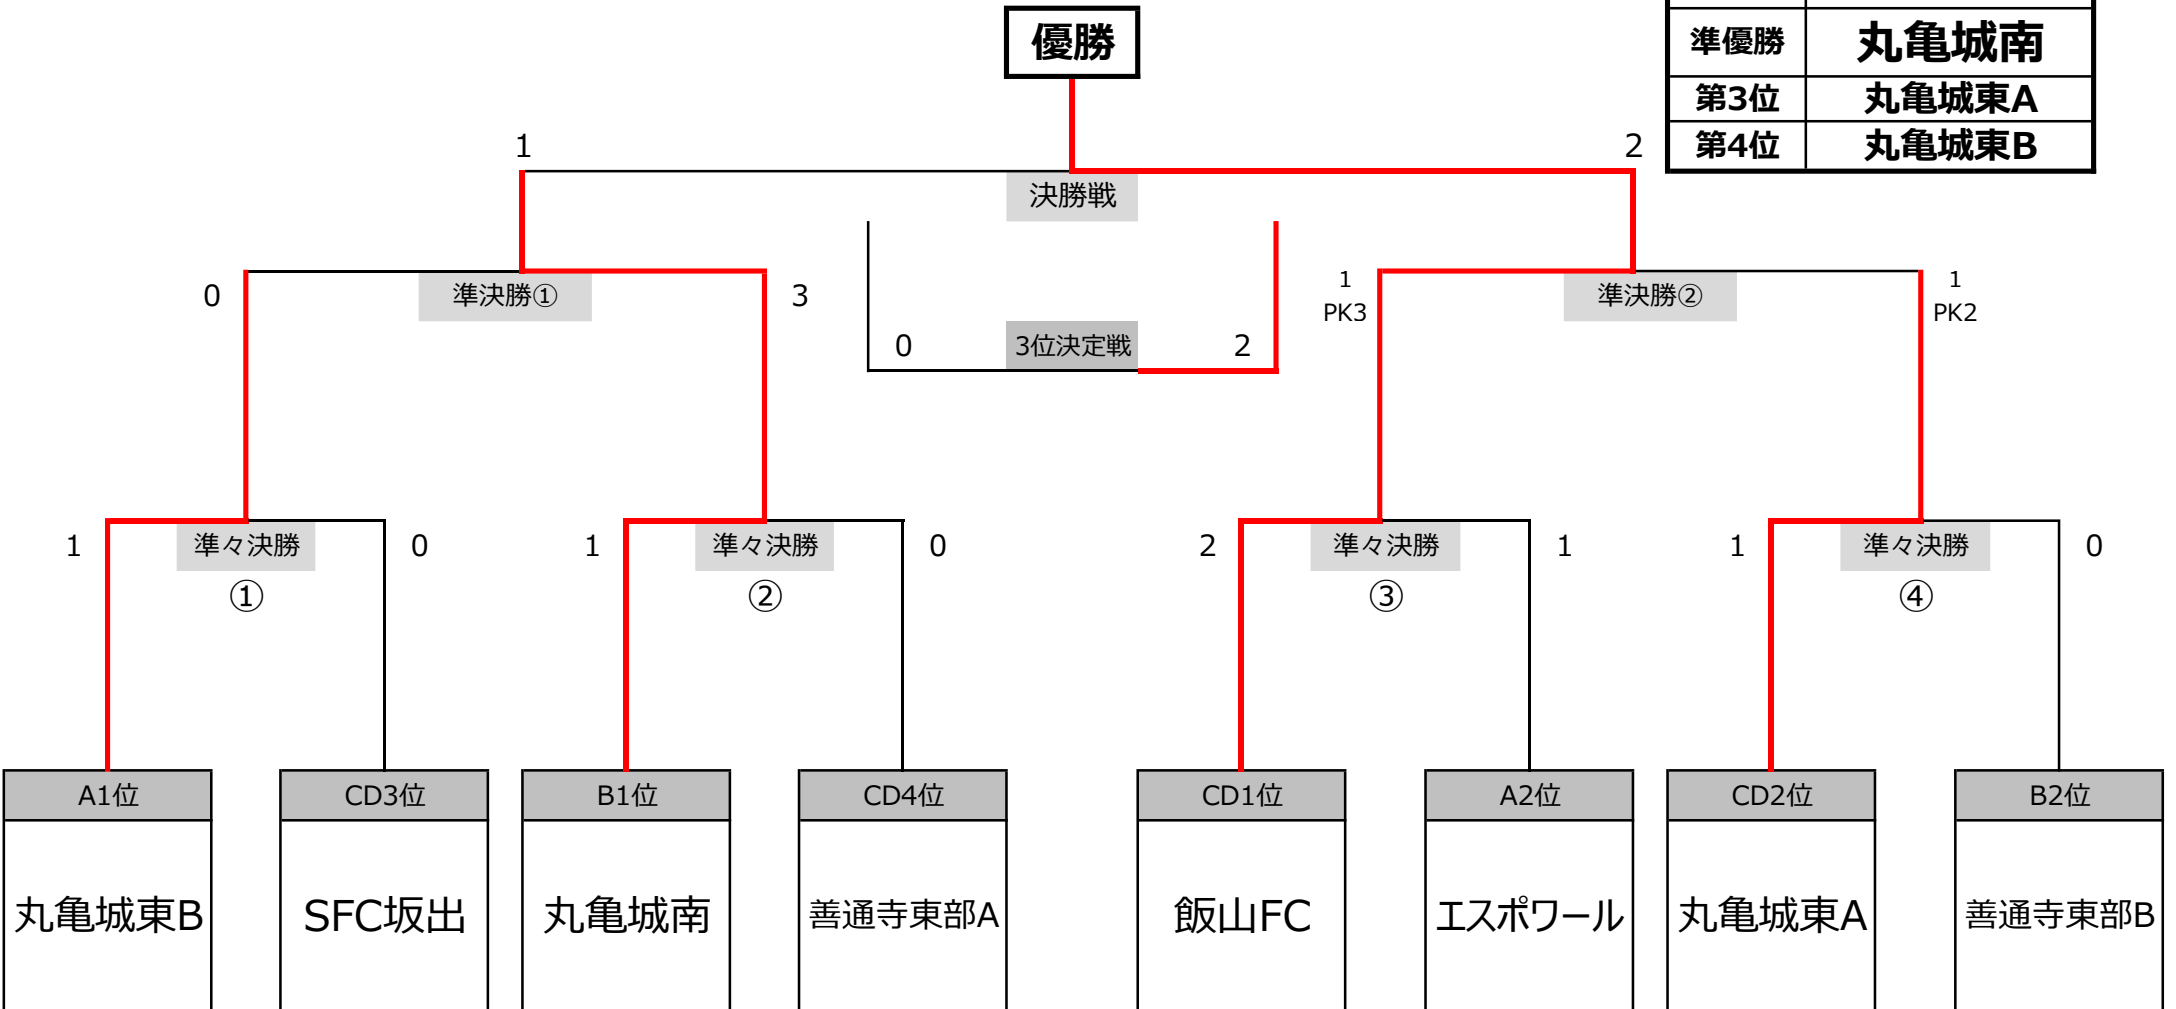 優勝
準優勝 丸亀城南
第3位 丸亀城東A
第4位 丸亀城東B
1 2
決勝戦
0 準決勝① 3
1 準決勝② 1
PK3 PK2
0 3位決定戦 2
1 準々決勝 0 1 準々決勝 0 2 準々決勝 1 1 準々決勝 0
① ② ③ ④
A1位 CD3位 B1位 CD4位 CD1位 A2位 CD2位 B2位
丸亀城東B SFC坂出 丸亀城南 善通寺東部A 飯山FC エスポワール 丸亀城東A 善通寺東部B